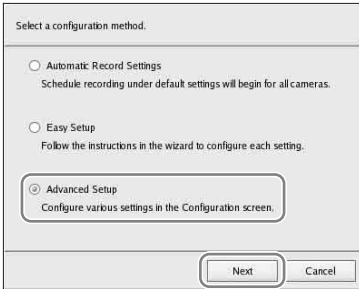 Select a configuration method.
Automatic Record Settings
Schedule recording under default settings will begin for all cameras.
Easy Setup
Follow the instructions in the wizard to configure each setting.
Advanced Setup
Configure various settings in the Configuration screen.
Next Cancel